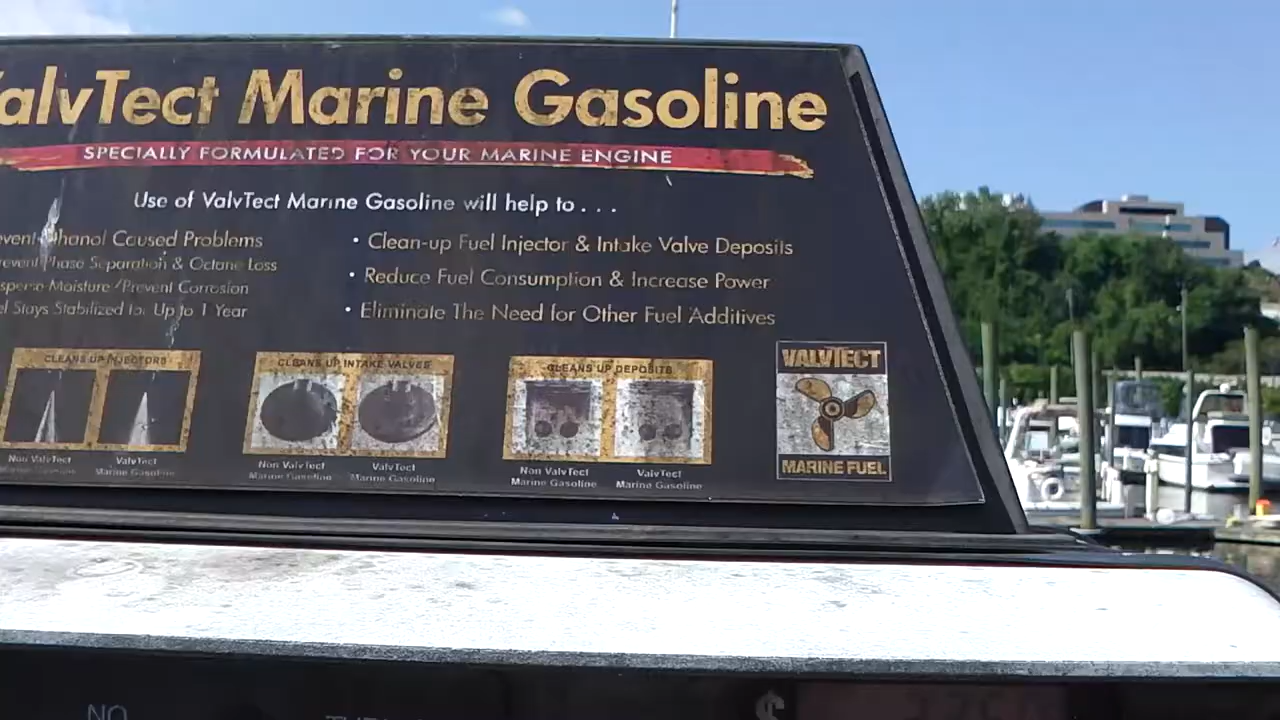 alvTect Marine Gasoline
SPECIALLY FORMULATED FOR YOUR MARINE ENGINE
Use of ValvTect Marine Gasoline will help to . . .
event Ethanol Caused Problems
revent Phase Separation & Octane Loss
sperse Moisture/Prevent Corrosion
el Stays Stabilized for Up to 1 Year
• Clean-up Fuel Injector & Intake Valve Deposits
• Reduce Fuel Consumption & Increase Power
• Eliminate The Need for Other Fuel Additives
CLEANS UP INJECTORS
Non ValvTect
Marine Gasoline
ValvTect
Marine Gasoline
CLEANS UP INTAKE VALVES
Non ValvTect
Marine Gasoline
ValvTect
Marine Gasoline
CLEANS UP DEPOSITS
Non ValvTect
Marine Gasoline
ValvTect
Marine Gasoline
VALVTECT
MARINE FUEL
NO
$